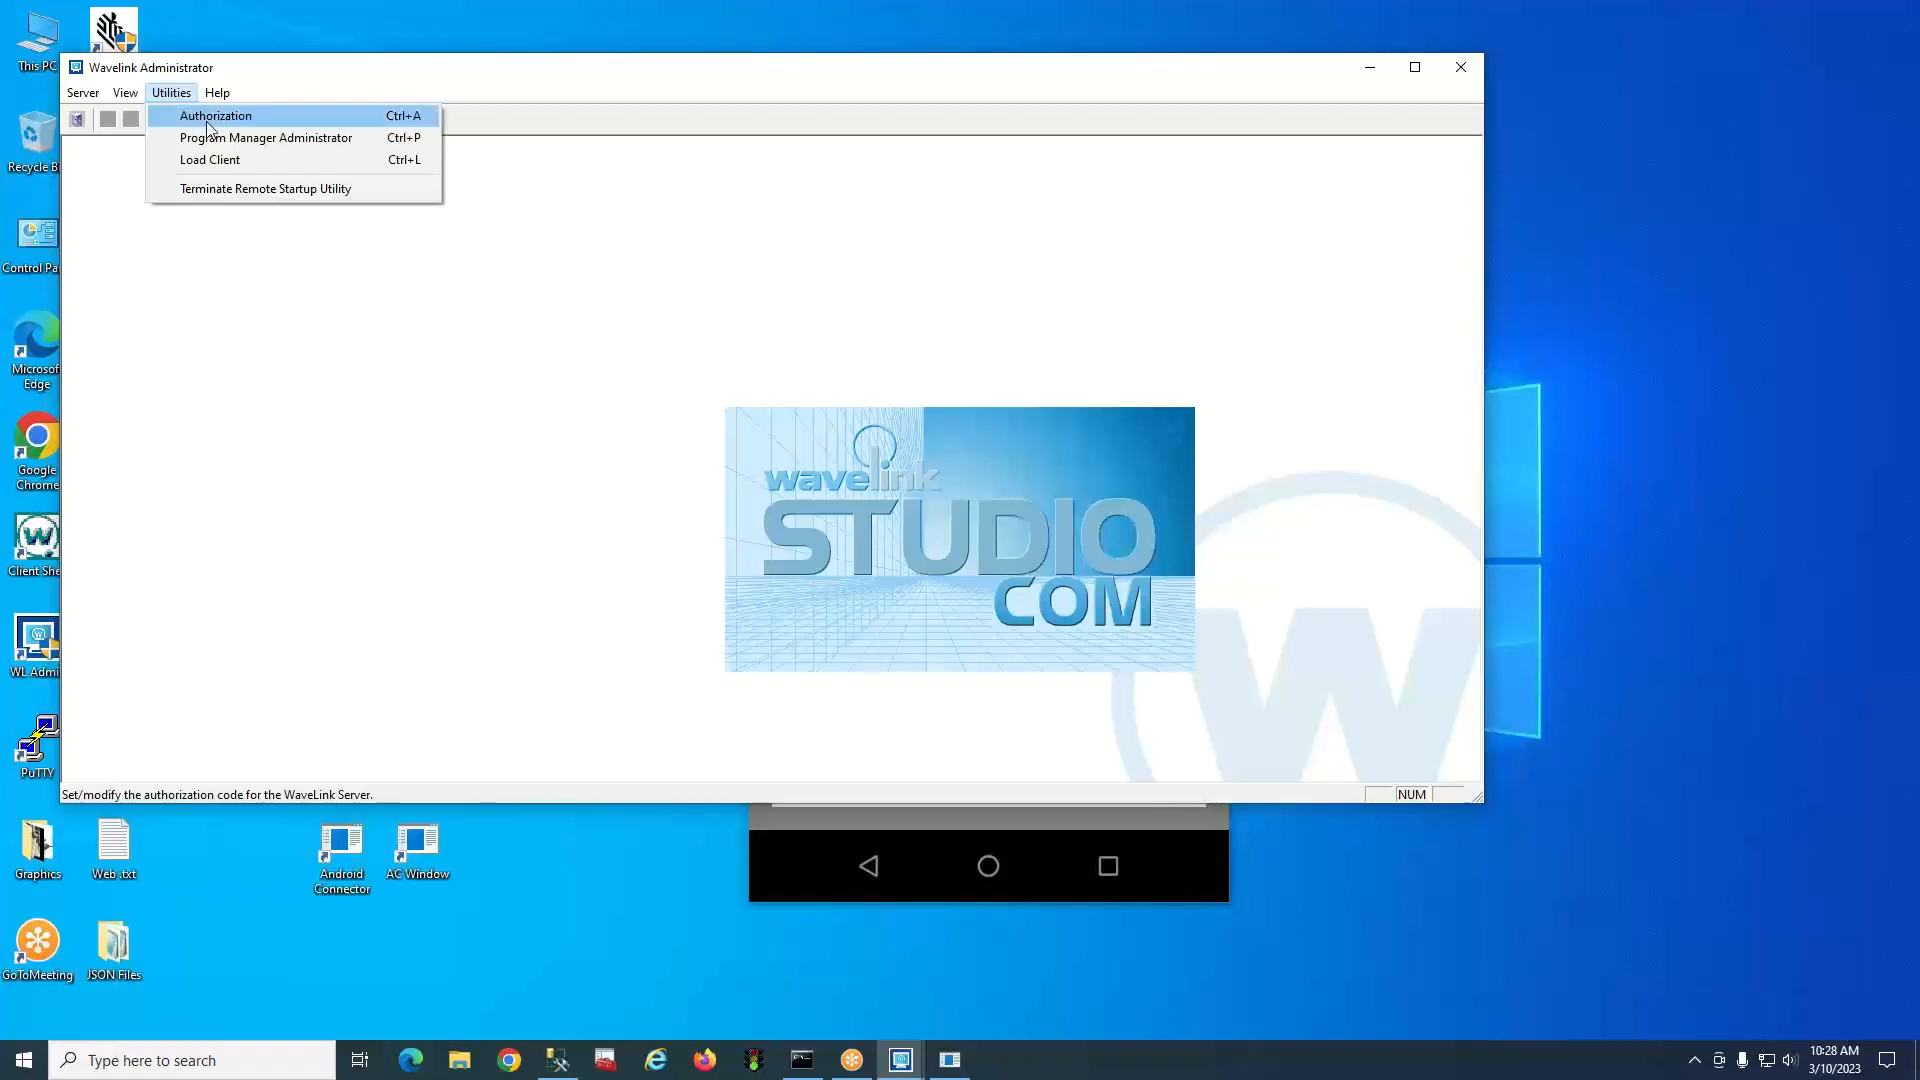 This PC
Recycle Bi
Control Pa
Microsof
Edge
Google
Chrome
Client She
WL Admi
PuTTY
Graphics
Web .txt
Android
Connector
AC Window
GoToMeeting
JSON Files
Wavelink Administrator
Server View Utilities Help
Authorization Ctrl+A
Program Manager Administrator Ctrl+P
Load Client Ctrl+L
Terminate Remote Startup Utility
wavelink
STUDIO
COM
W
Set/modify the authorization code for the WaveLink Server.
NUM
Type here to search
10:28 AM
3/10/2023